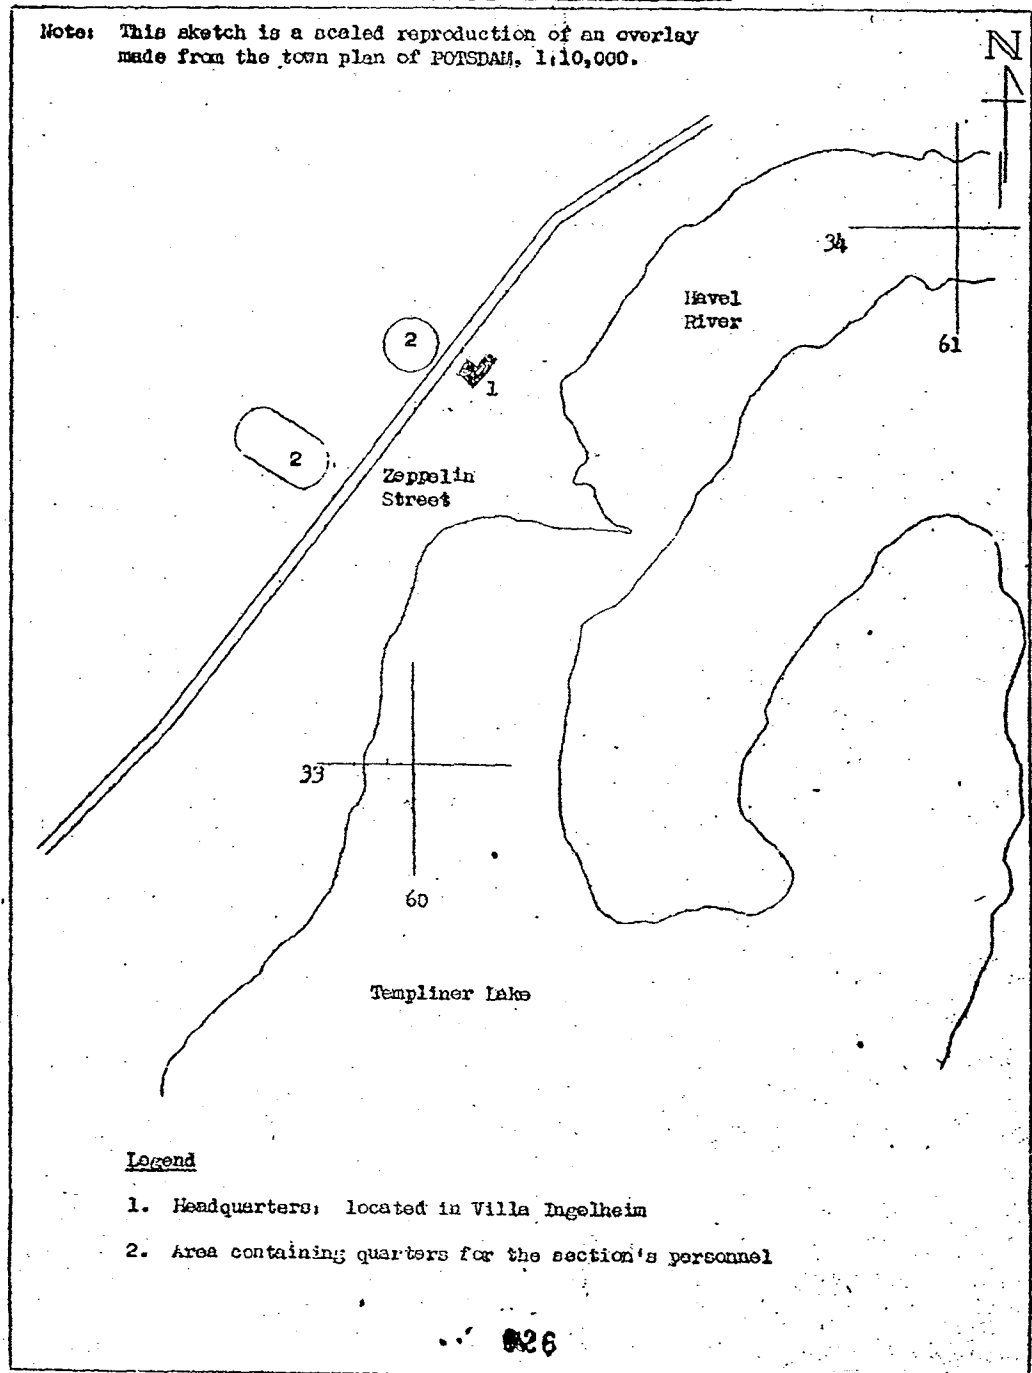 Note: This sketch is a scaled reproduction of an overlay
made from the town plan of POTSDAM, 1:10,000.
N
34
Havel
River
61
2
1
2
Zeppelin
Street
33
60
Templiner Lake
Legend
1. Headquarters; located in Villa Ingelheim
2. Area containing quarters for the section's personnel